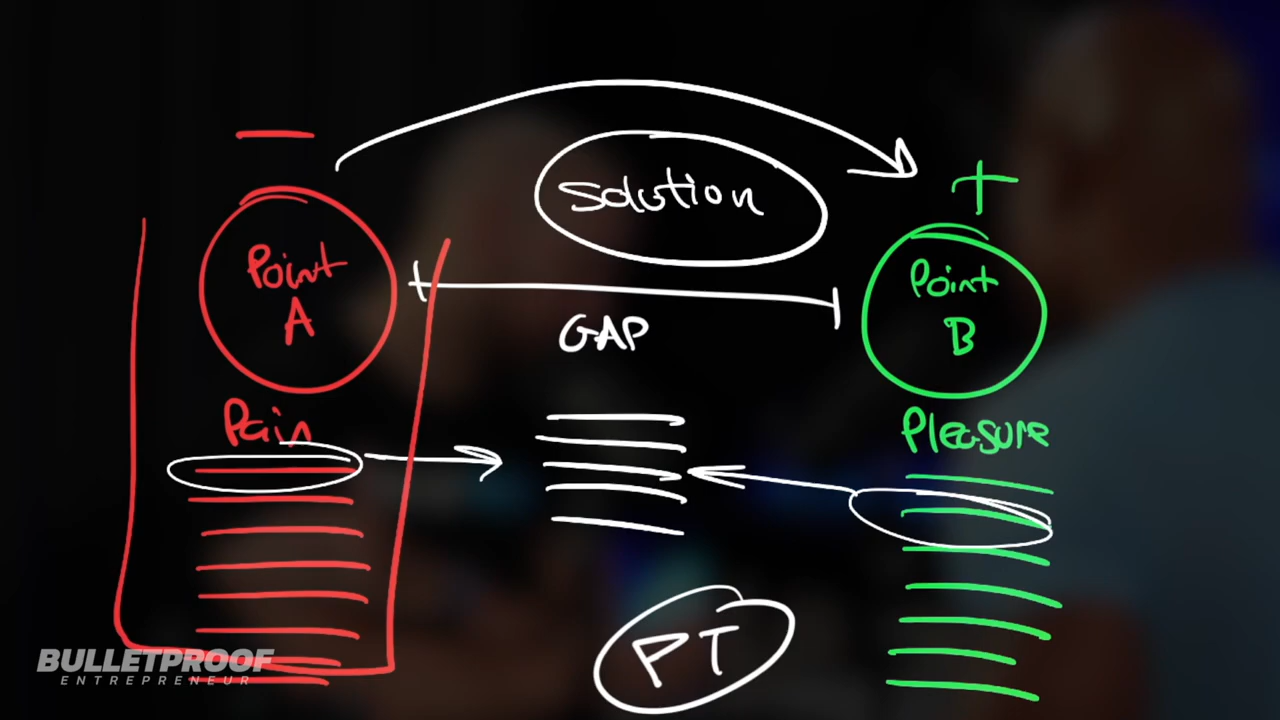 Solution
+
Point
A
Point
B
GAP
Pain
Pleasure
PT
BULLETPROOF
ENTREPRENEUR